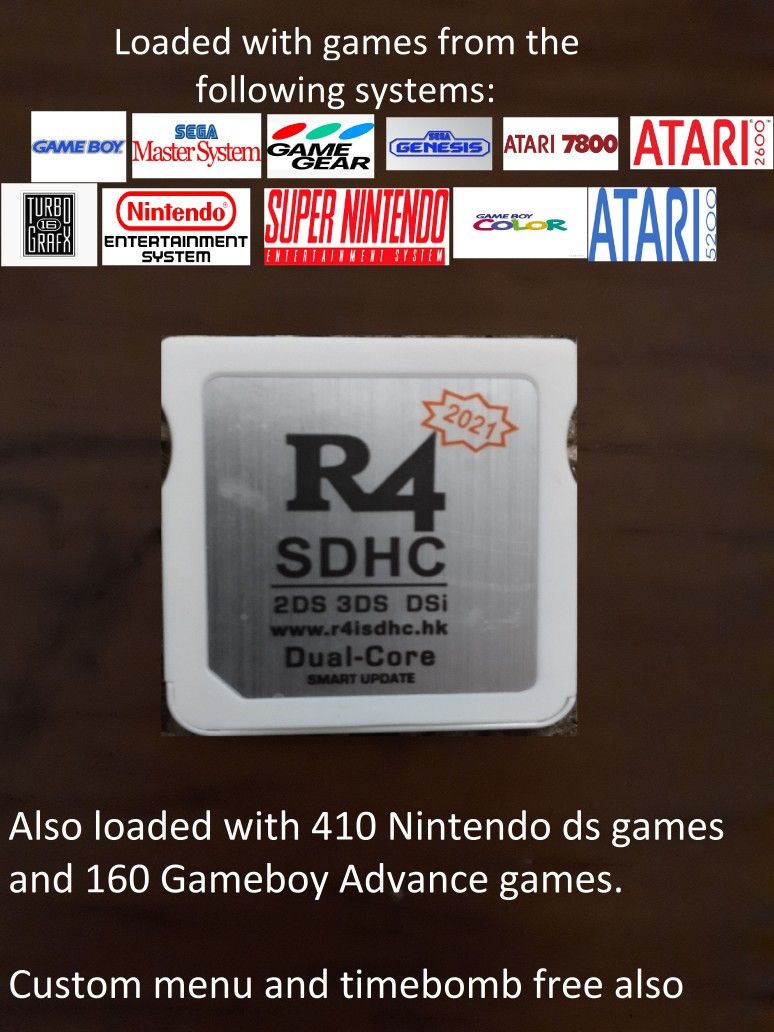 Loaded with games from the
following systems:
GAME BOY
SEGA
Master System
GAME
GEAR
SEGA
GENESIS
ATARI 7800
ATARI 2600
TURBO
16
GRAFX
Nintendo®
ENTERTAINMENT
SYSTEM
SUPER NINTENDO
ENTERTAINMENT SYSTEM
GAME BOY
COLOR
ATARI 5200
2021
R4
SDHC
2DS 3DS DSi
www.r4isdhc.hk
Dual-Core
SMART UPDATE
Also loaded with 410 Nintendo ds games
and 160 Gameboy Advance games.
Custom menu and timebomb free also